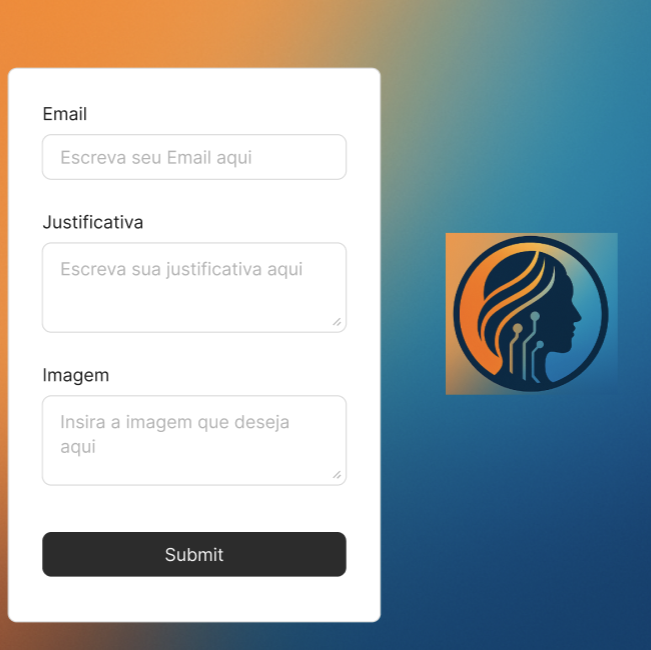 Email
Escreva seu Email aqui
Justificativa
Escreva sua justificativa aqui
Imagem
Insira a imagem que deseja
aqui
Submit